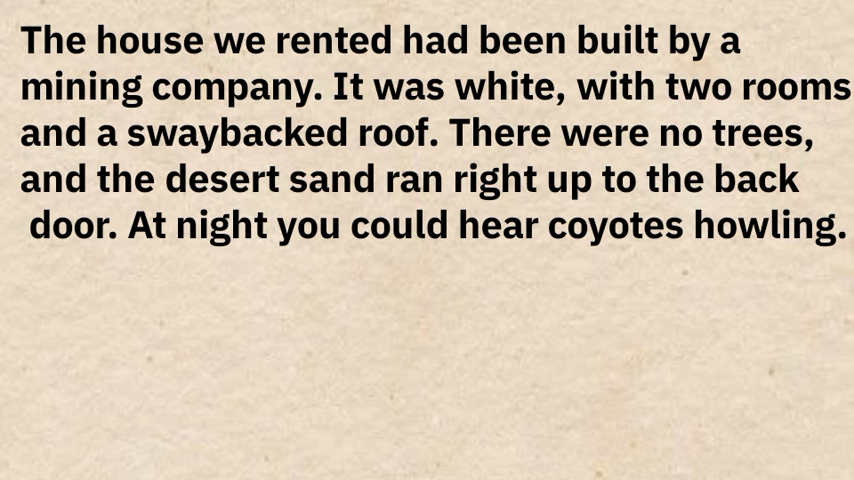 The house we rented had been built by a
mining company. It was white, with two rooms
and a swaybacked roof. There were no trees,
and the desert sand ran right up to the back
door. At night you could hear coyotes howling.